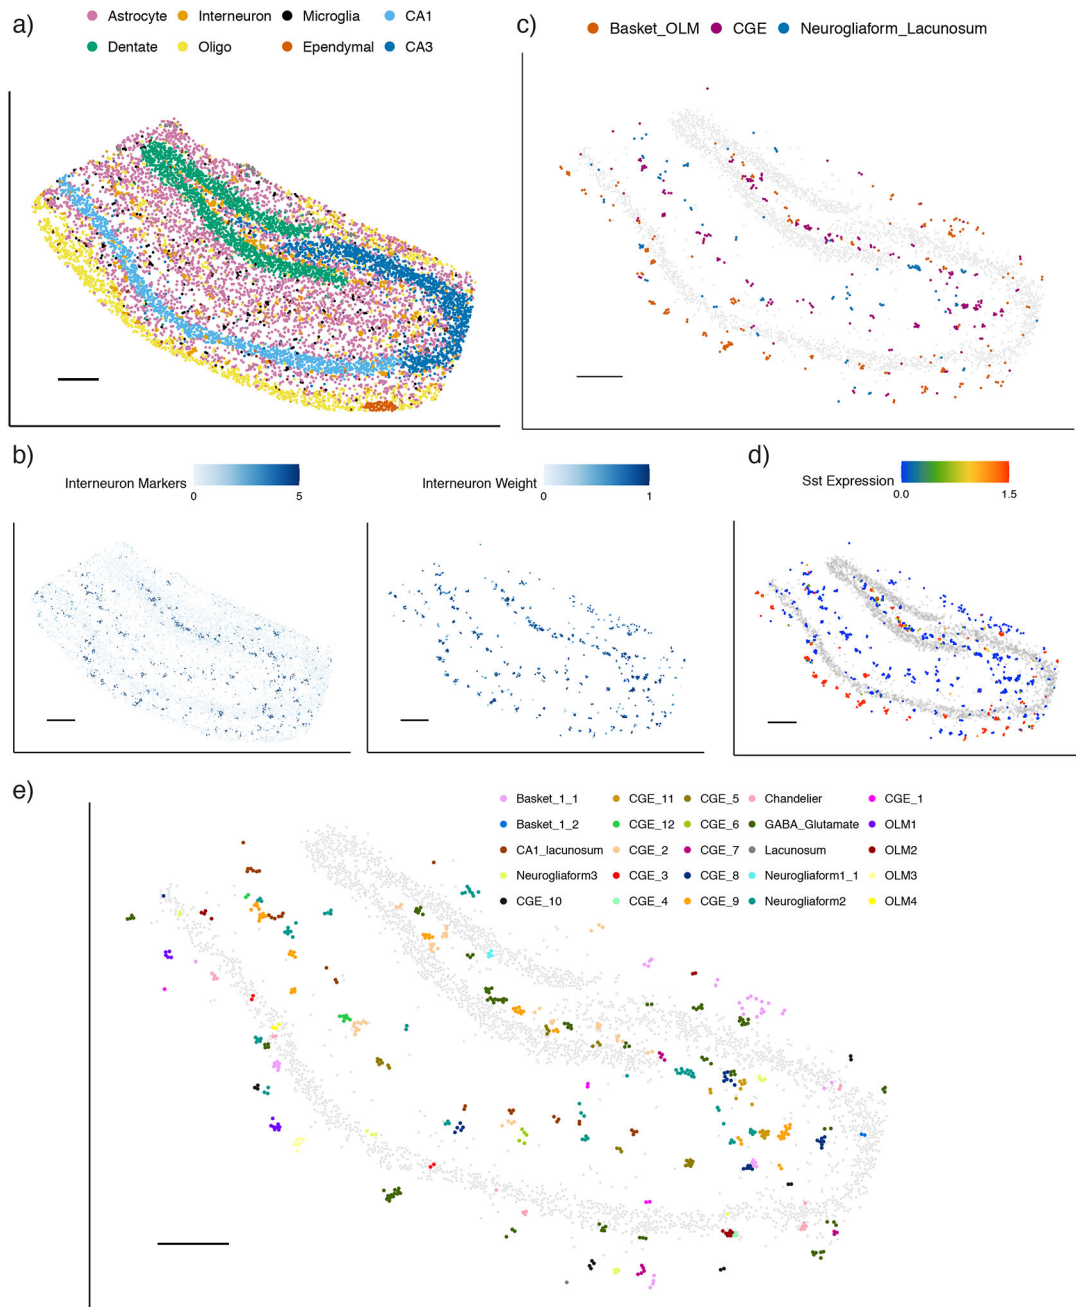 a)
Astrocyte Interneuron Microglia CA1
Dentate Oligo Ependymal CA3
c)
Basket_OLM CGE Neurogliaform_Lacunosum
b)
Interneuron Markers
0 5
Interneuron Weight
0 1
d)
Sst Expression
0.0 1.5
e)
Basket_1_1 CGE_11 CGE_5 Chandelier CGE_1
Basket_1_2 CGE_12 CGE_6 GABA_Glutamate OLM1
CA1_lacunosum CGE_2 CGE_7 Lacunosum OLM2
Neurogliaform3 CGE_3 CGE_8 Neurogliaform1_1 OLM3
CGE_10 CGE_4 CGE_9 Neurogliaform2 OLM4